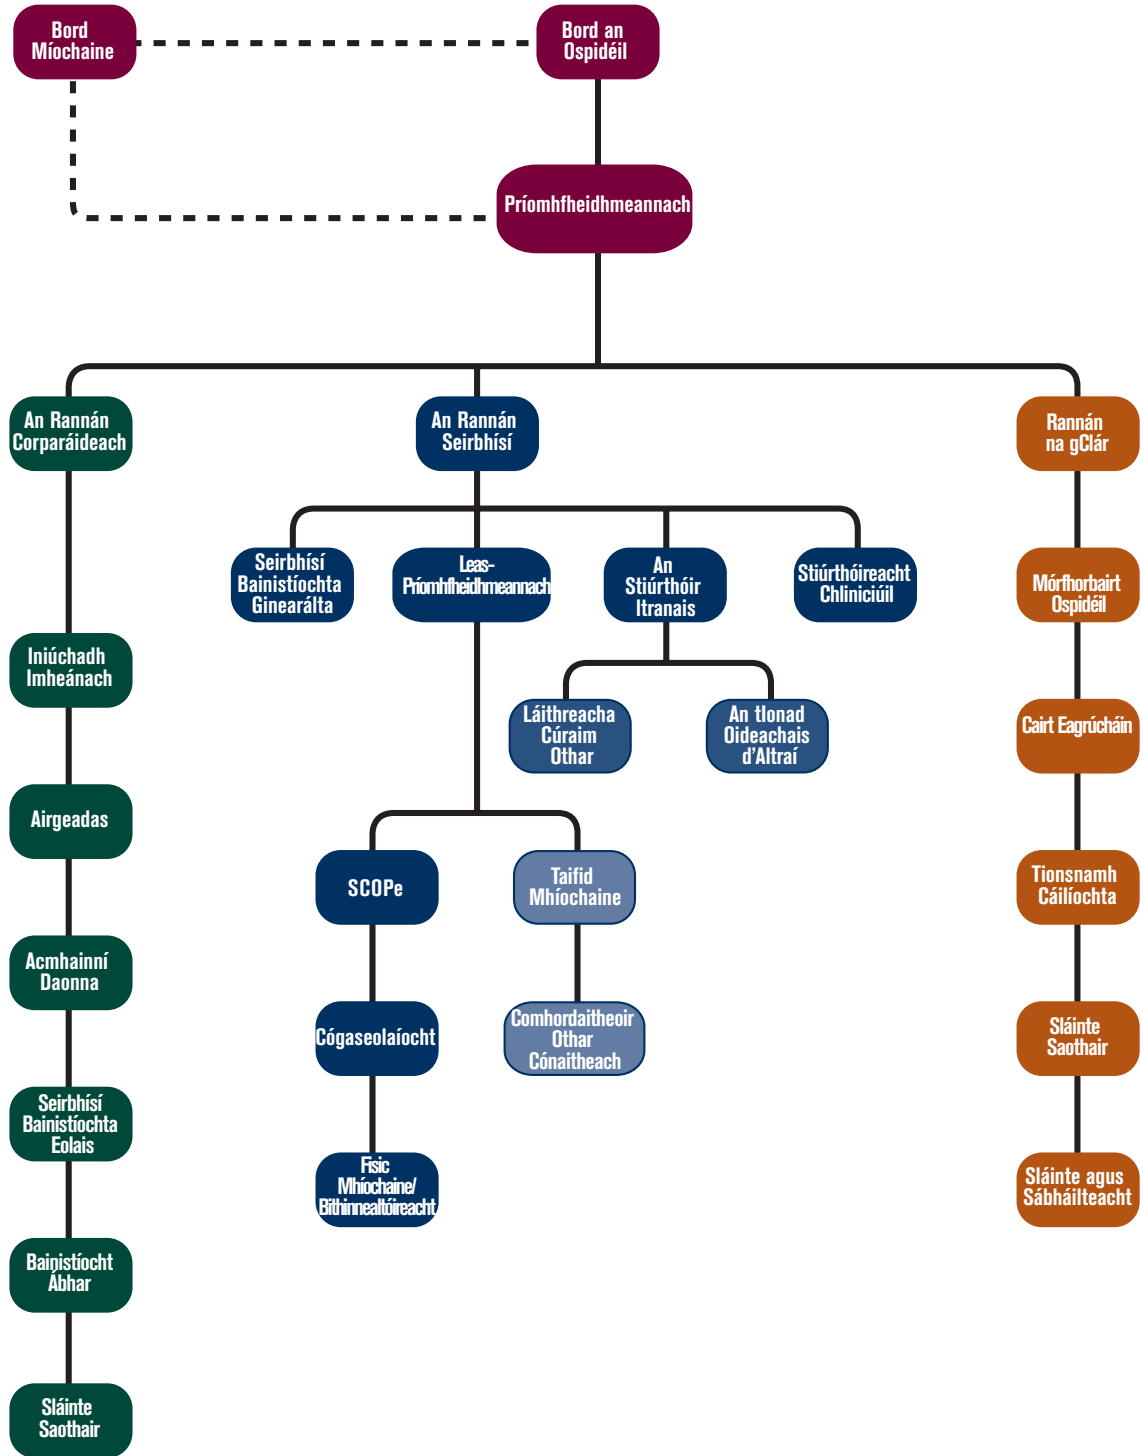 Bord
Míochaine
Bord an
Ospidéil
Príomhfheidhmeannach
An Rannán
Corparáideach
An Rannán
Seirbhísí
Rannán
na gClár
Seirbhísí
Bainistíochta
Ginearálta
Leas-
Príomhfheidhmeannach
An
Stiúrthóir
Itranais
Stiúrthóireacht
Chliniciúil
Mórfhorbairt
Ospidéil
Iniúchadh
Imheánach
Láithreacha
Cúraim
Othar
An tIonad
Oideachais
d'Altraí
Cairt Eagrúcháin
Airgeadas
SCOPe
Taifid
Mhíochaine
Tionsnamh
Cáilíochta
Acmhainní
Daonna
Cógaseolaíocht
Comhordaitheoir
Othar
Cónaitheach
Sláinte
Saothair
Seirbhísí
Bainistíochta
Eolais
Fisic
Mhíochaine/
Bithinnealtóireacht
Sláinte agus
Sábháilteacht
Bainistíocht
Ábhar
Sláinte
Saothair